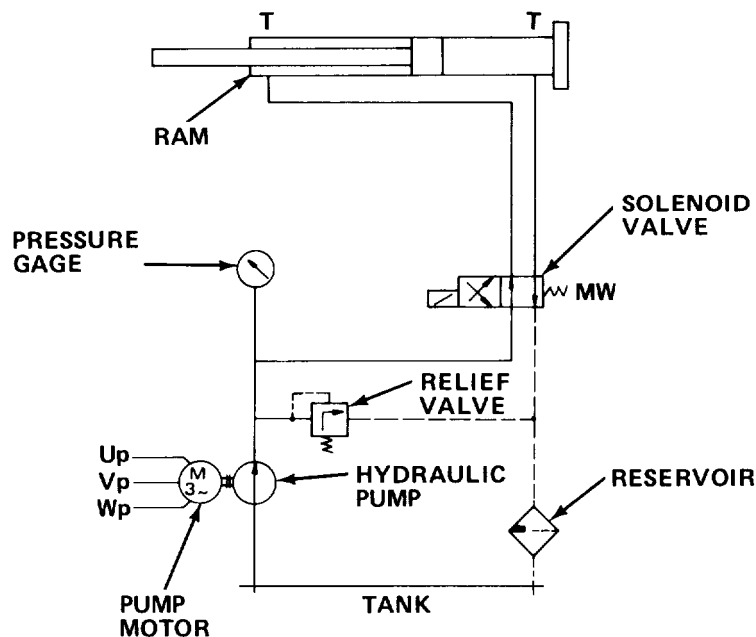 T T
RAM
SOLENOID
VALVE
PRESSURE
GAGE
MW
RELIEF
VALVE
Up
Vp
Wp
M
3~
HYDRAULIC
PUMP
RESERVOIR
PUMP
MOTOR
TANK